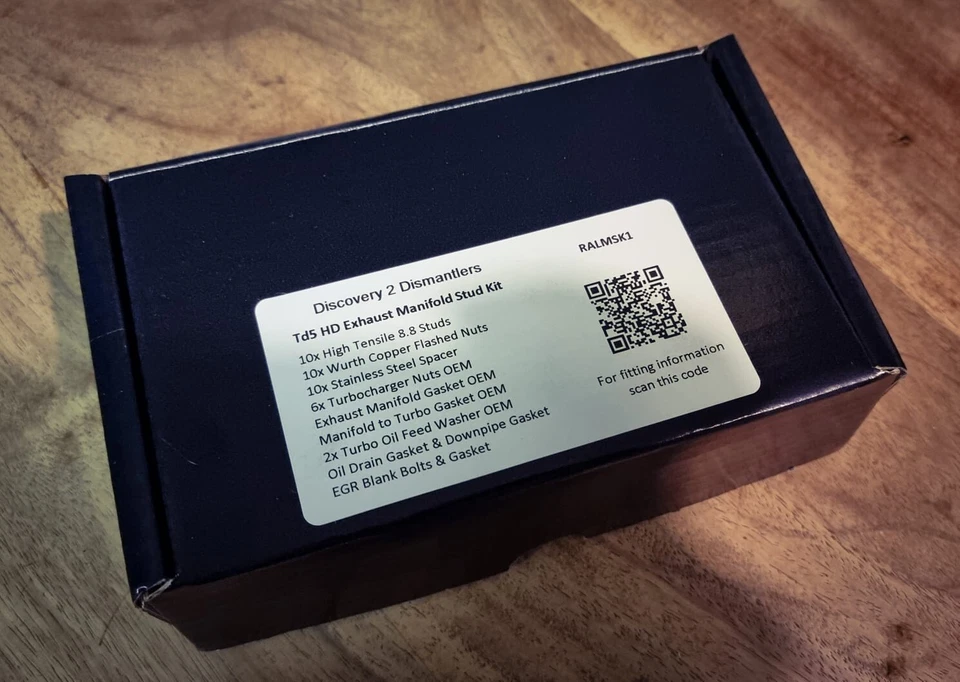 Discovery 2 Dismantlers
Td5 HD Exhaust Manifold Stud Kit
10x High Tensile 8.8 Studs
10x Wurth Copper Flashed Nuts
10x Stainless Steel Spacer
6x Turbocharger Nuts OEM
Exhaust Manifold Gasket OEM
Manifold to Turbo Gasket OEM
2x Turbo Oil Feed Washer OEM
Oil Drain Gasket & Downpipe Gasket
EGR Blank Bolts & Gasket
RALMSK1
For fitting information
scan this code